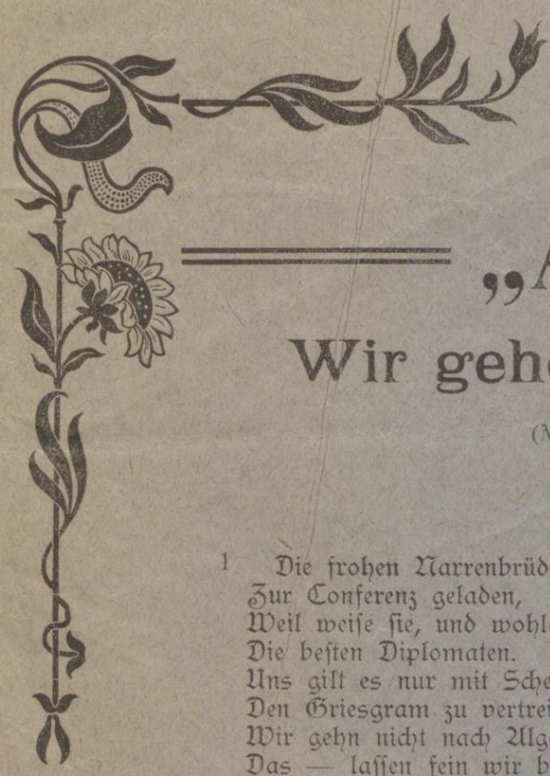 „A
Wir geh
(M
1 Die frohen Narrenbrüd
Zur Conferenz geladen,
Weil weise sie, und wohl
Die besten Diplomaten.
Uns gilt es nur mit Sche
Den Griesgram zu vertrei
Wir gehn nicht nach Alg
Das — lassen fein wir b